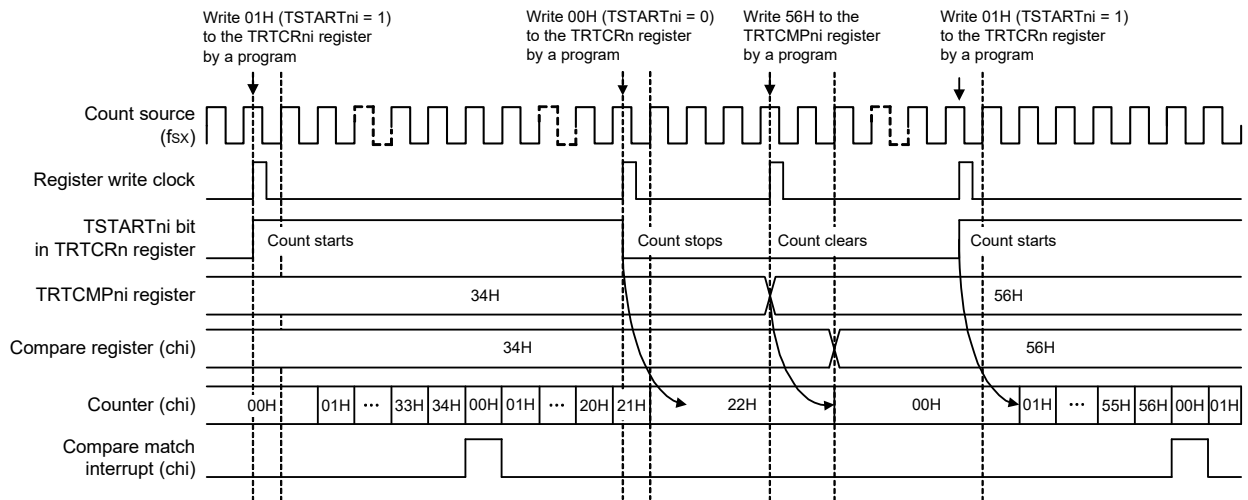 Write 01H (TSTARTni = 1)
to the TRTCRni register
by a program
Write 00H (TSTARTni = 0)
to the TRTCRn register
by a program
Write 56H to the
TRTCMPni register
by a program
Write 01H (TSTARTni = 1)
to the TRTCRn register
by a program
Count source
(fsx)
Register write clock
TSTARTni bit
in TRTCRn register
Count starts
Count stops
Count clears
Count starts
TRTCMPni register
34H
56H
Compare register (chi)
34H
56H
Counter (chi)
00H 01H ··· 33H 34H 00H 01H ··· 20H 21H 22H 00H 01H ··· 55H 56H 00H 01H
Compare match
interrupt (chi)